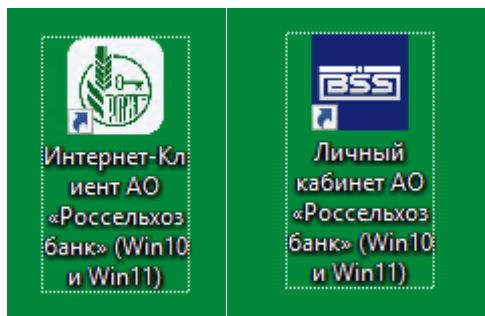 Интернет-Кл
иент АО
«Россельхоз
банк» (Win10
и Win11)
BSS
Личный
кабинет АО
«Россельхоз
банк» (Win10
и Win11)